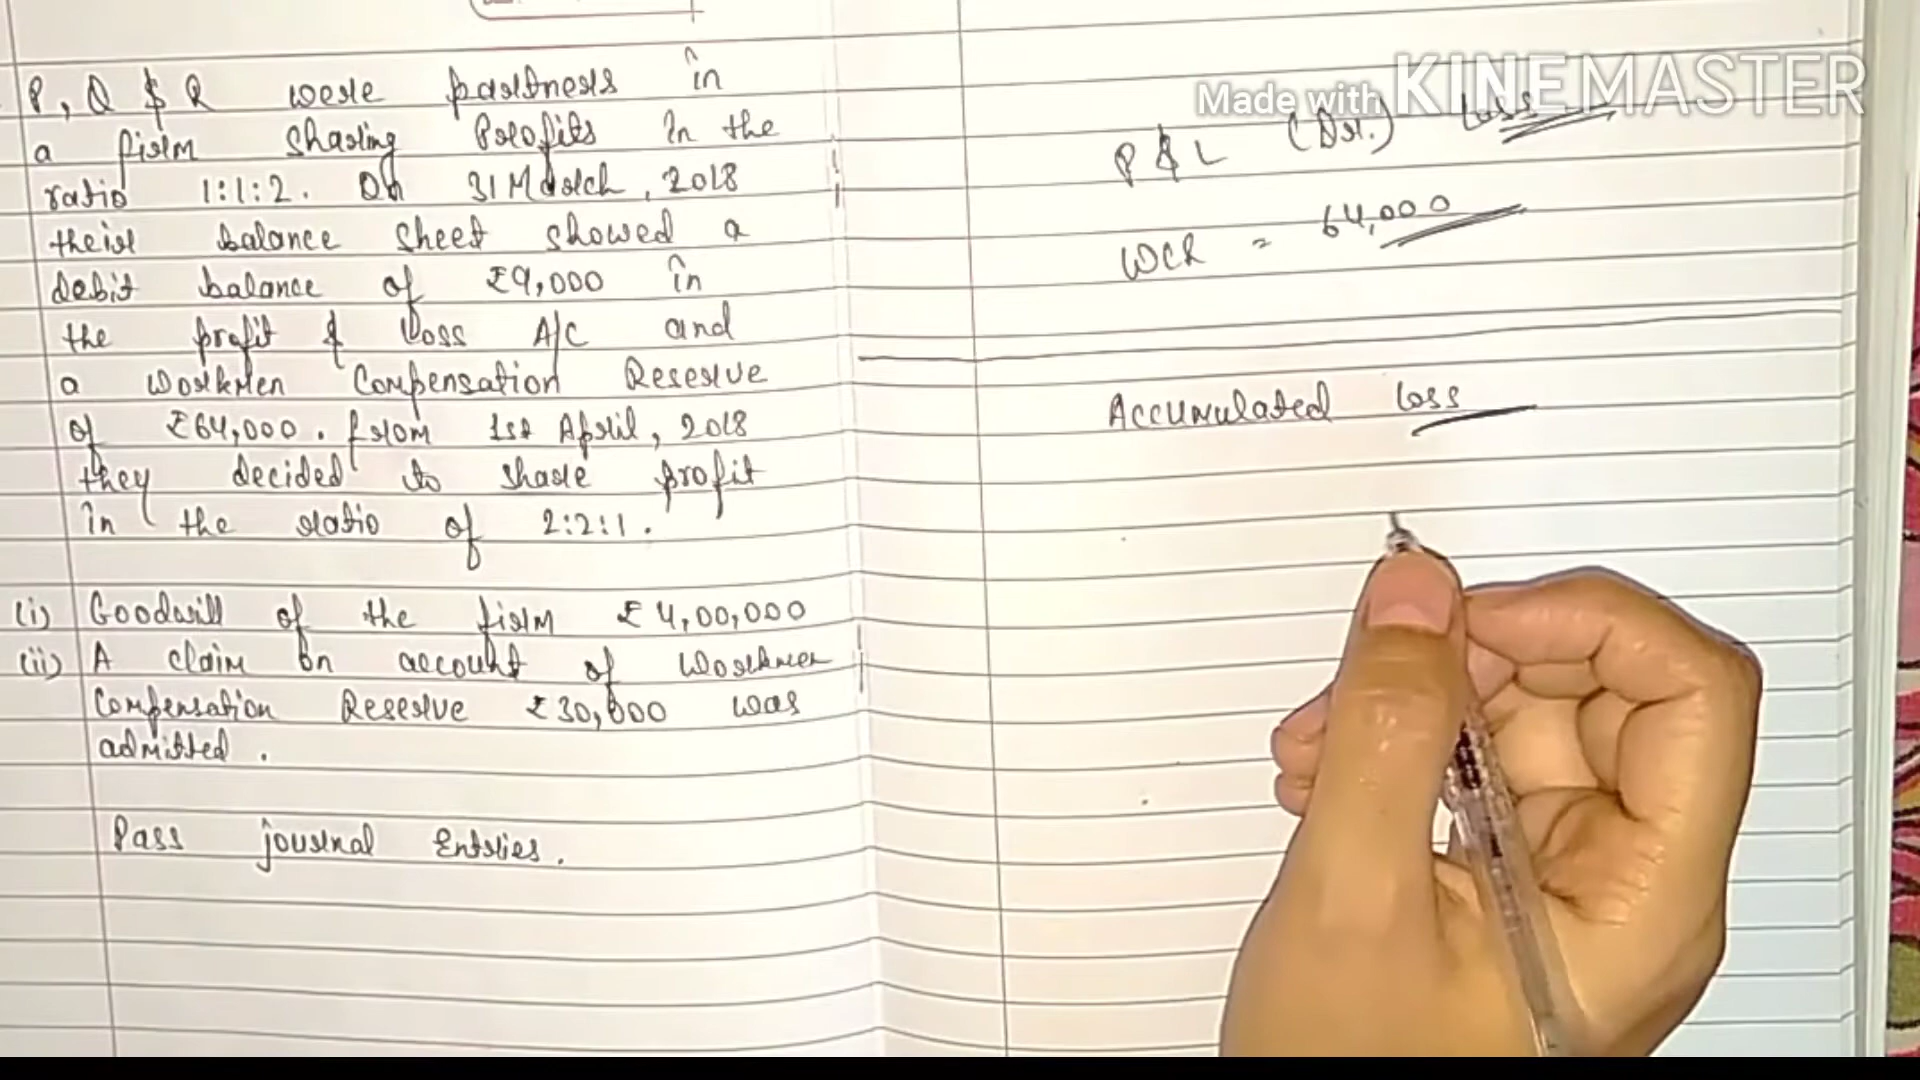 P, Q & R were partners in
a firm sharing Profits in the
ratio 1:1:2. On 31 March, 2018
their balance sheet showed a
debit balance of ₹9,000 in
the profit & loss A/C and
a Workmen Compensation Reserve
of ₹64,000. from 1st April, 2018
they decided to share profit
in the ratio of 2:2:1.
(i) Goodwill of the firm ₹4,00,000
(ii) A claim on account of Workmen
Compensation Reserve ₹30,000 was
admitted.
Pass journal Entries.
Made with KINEMASTER
P & L (Dr.) Loss
WCR = 64,000
Accumulated Loss